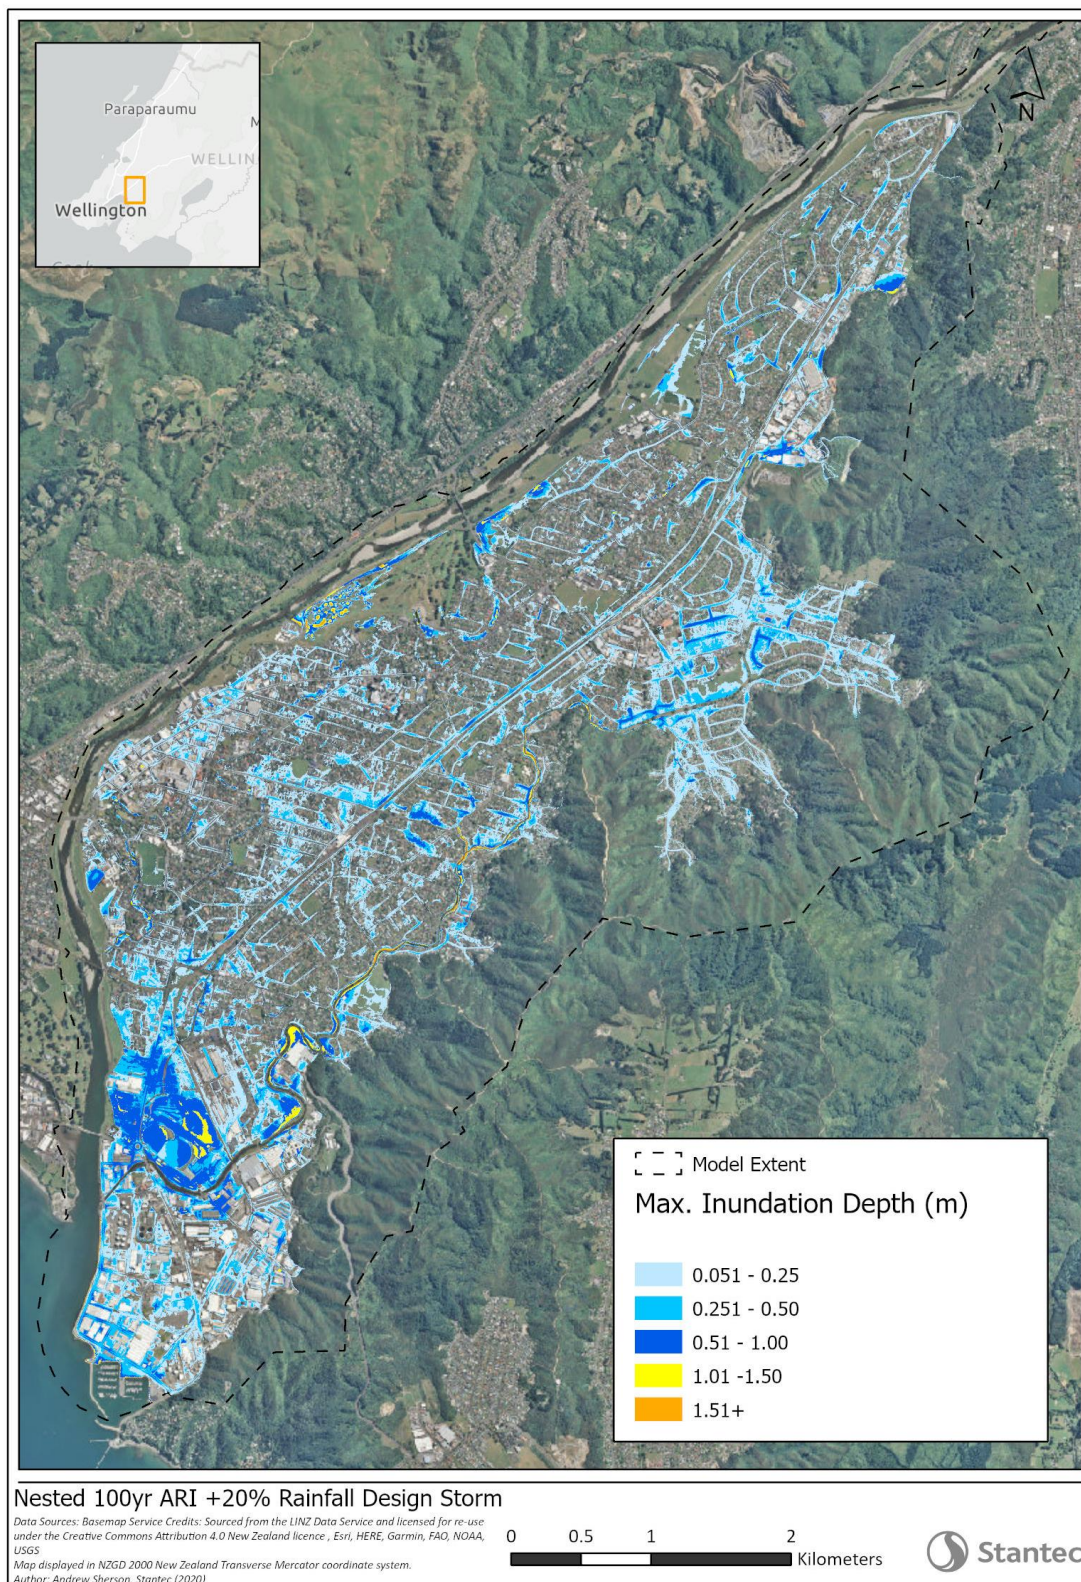 Paraparaumu
M
WELLIN
Wellington
N
Model Extent
Max. Inundation Depth (m)
0.051 - 0.25
0.251 - 0.50
0.51 - 1.00
1.01 -1.50
1.51+
Nested 100yr ARI +20% Rainfall Design Storm
Data Sources: Basemap Service Credits: Sourced from the LINZ Data Service and licensed for re-use
under the Creative Commons Attribution 4.0 New Zealand licence , Esri, HERE, Garmin, FAO, NOAA,
USGS
Map displayed in NZGD 2000 New Zealand Transverse Mercator coordinate system.
Author: Andrew Sherson, Stantec (2020)
0 0.5 1 2
Kilometers
Stantec